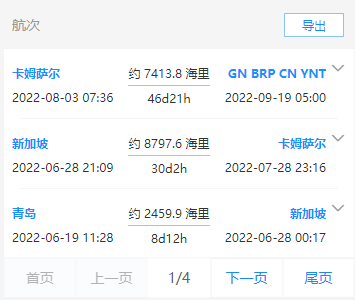 航次 导出
卡姆萨尔 约 7413.8 海里 GN BRP CN YNT
2022-08-03 07:36 46d21h 2022-09-19 05:00
新加坡 约 8797.6 海里 卡姆萨尔
2022-06-28 21:09 30d2h 2022-07-28 23:16
青岛 约 2459.9 海里 新加坡
2022-06-19 11:28 8d12h 2022-06-28 00:17
首页 上一页 1/4 下一页 尾页